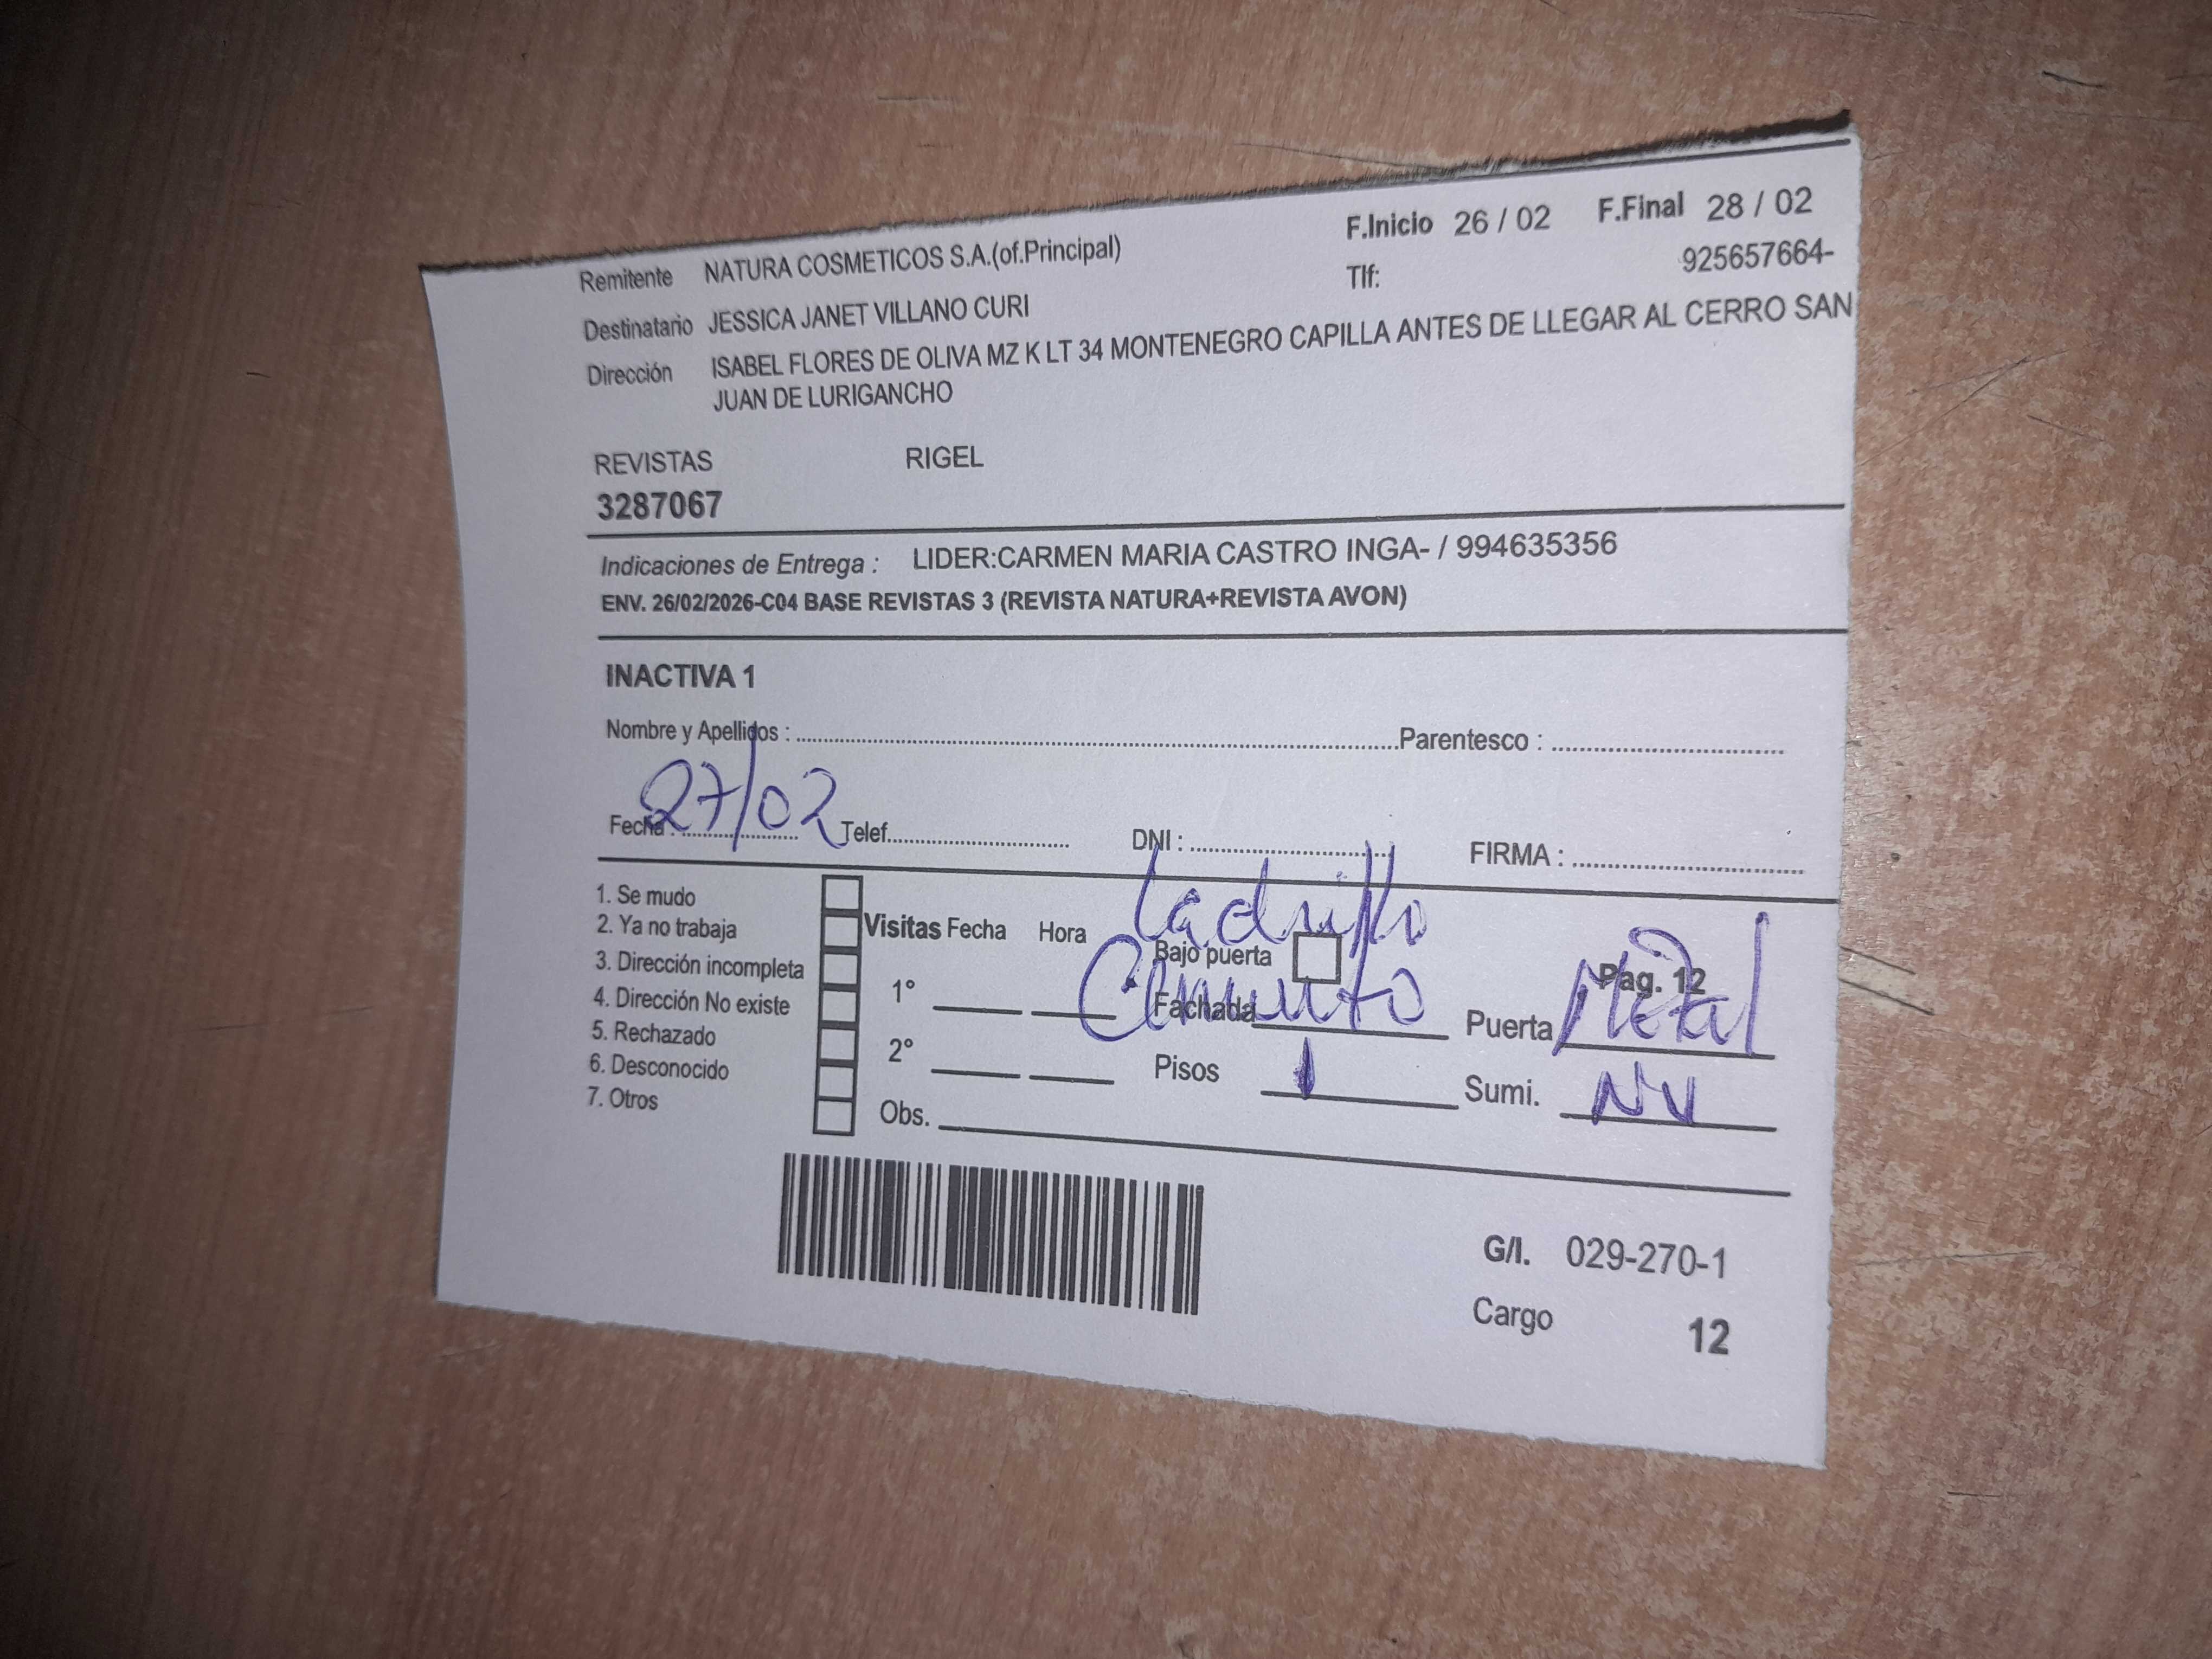 F.Inicio 26 / 02 F.Final 28 / 02
Remitente NATURA COSMETICOS S.A.(of.Principal) Tlf: 925657664-
Destinatario JESSICA JANET VILLANO CURI
Dirección ISABEL FLORES DE OLIVA MZ K LT 34 MONTENEGRO CAPILLA ANTES DE LLEGAR AL CERRO SAN
JUAN DE LURIGANCHO
REVISTAS RIGEL
3287067
Indicaciones de Entrega : LIDER:CARMEN MARIA CASTRO INGA- / 994635356
ENV. 26/02/2026-C04 BASE REVISTAS 3 (REVISTA NATURA+REVISTA AVON)
INACTIVA 1
Nombre y Apellidos : Parentesco :
Fecha : 27/02 Telef. DNI : FIRMA :
1. Se mudo
2. Ya no trabaja
3. Dirección incompleta
4. Dirección No existe
5. Rechazado
6. Desconocido
7. Otros
Visitas Fecha Hora
1°
2°
Obs.
Ladrillo
Bajo puerta
Fachada Cemento
Pisos 1
Pag. 12
Puerta Metal
Sumi. NV
G/I. 029-270-1
Cargo 12